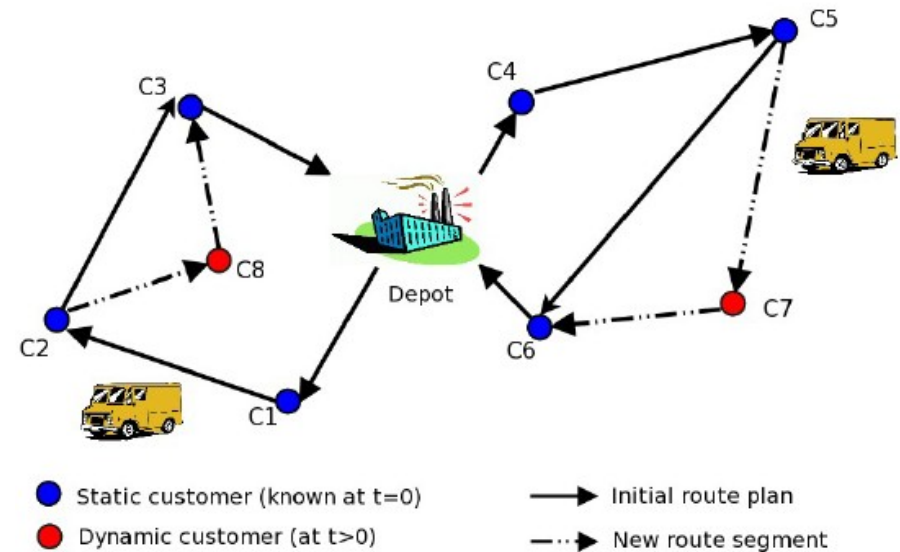 C5
C4
C3
C8
Depot
C7
C2
C6
C1
Static customer (known at t=0)
Initial route plan
Dynamic customer (at t>0)
New route segment